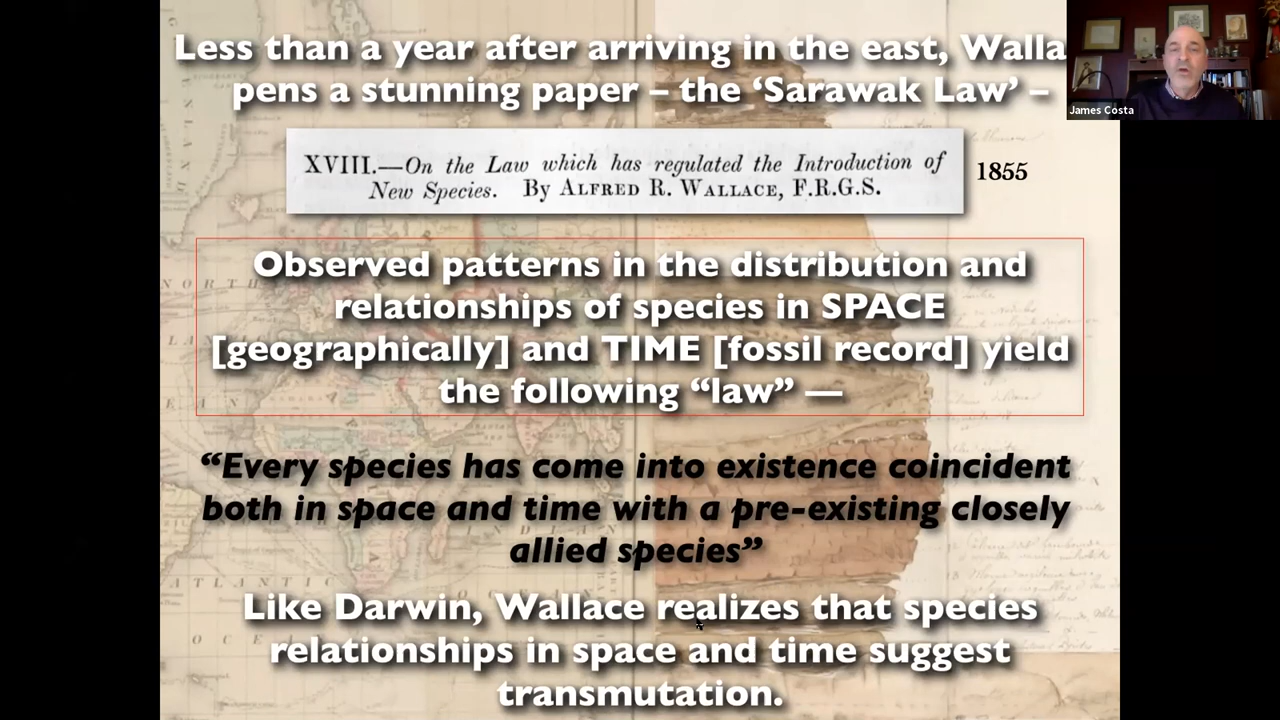 Less than a year after arriving in the east, Walla
pens a stunning paper – the ‘Sarawak Law’ –
James Costa
XVIII.—On the Law which has regulated the Introduction of
New Species. By ALFRED R. WALLACE, F.R.G.S.
1855
Observed patterns in the distribution and
relationships of species in SPACE
[geographically] and TIME [fossil record] yield
the following “law” —
“Every species has come into existence coincident
both in space and time with a pre-existing closely
allied species”
Like Darwin, Wallace realizes that species
relationships in space and time suggest
transmutation.